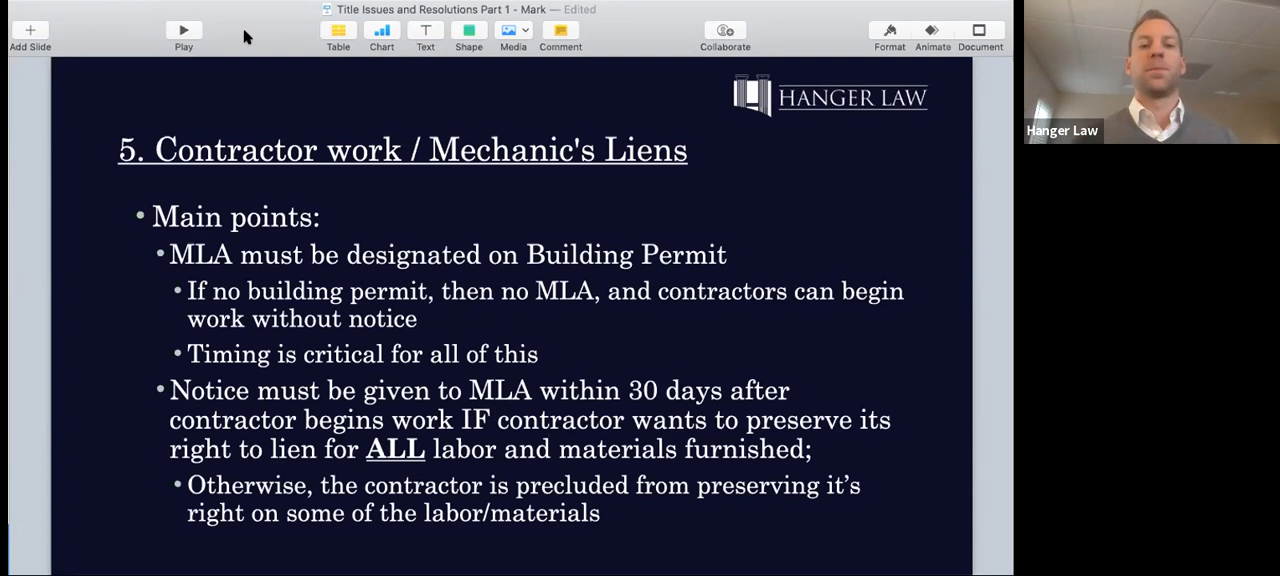 Title Issues and Resolutions Part 1 - Mark — Edited
Add Slide
Play
Table
Chart
Text
Shape
Media
Comment
Collaborate
Format
Animate
Document
HANGER LAW
Hanger Law
5. Contractor work / Mechanic's Liens
• Main points:
• MLA must be designated on Building Permit
• If no building permit, then no MLA, and contractors can begin
work without notice
• Timing is critical for all of this
• Notice must be given to MLA within 30 days after
contractor begins work IF contractor wants to preserve its
right to lien for ALL labor and materials furnished;
• Otherwise, the contractor is precluded from preserving it’s
right on some of the labor/materials